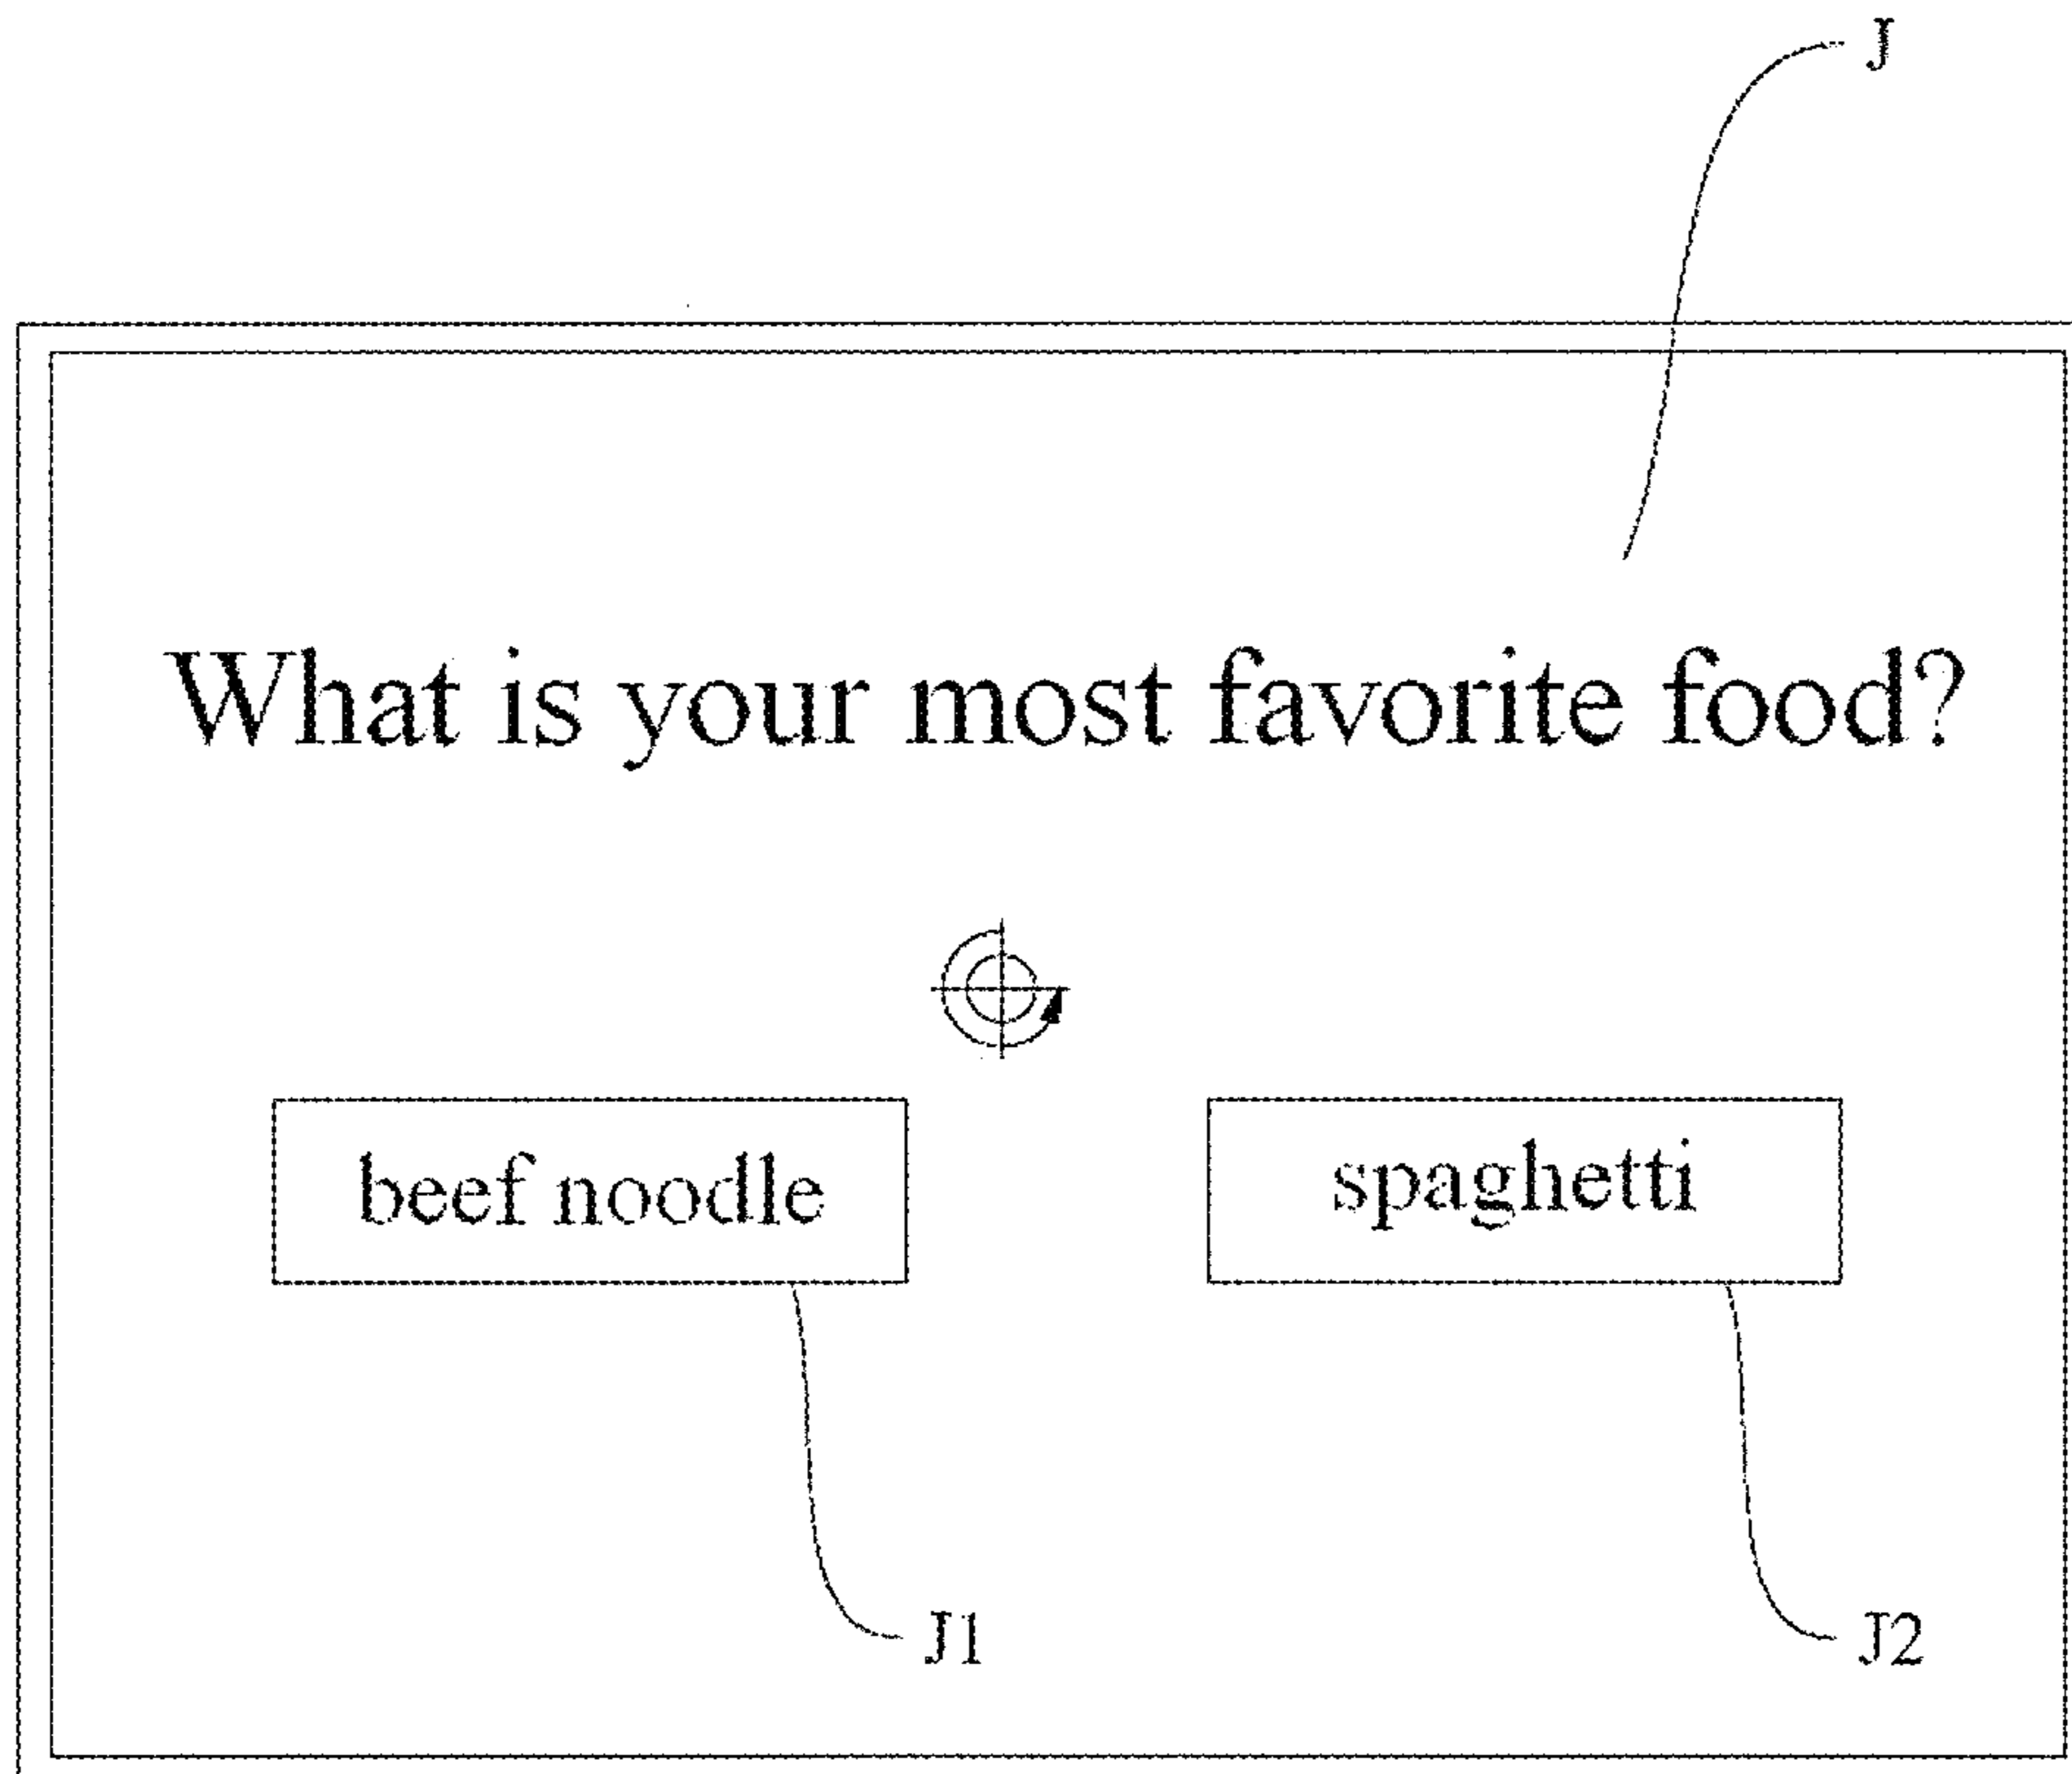 J
What is your most favorite food?
beef noodle
spaghetti
J1
J2